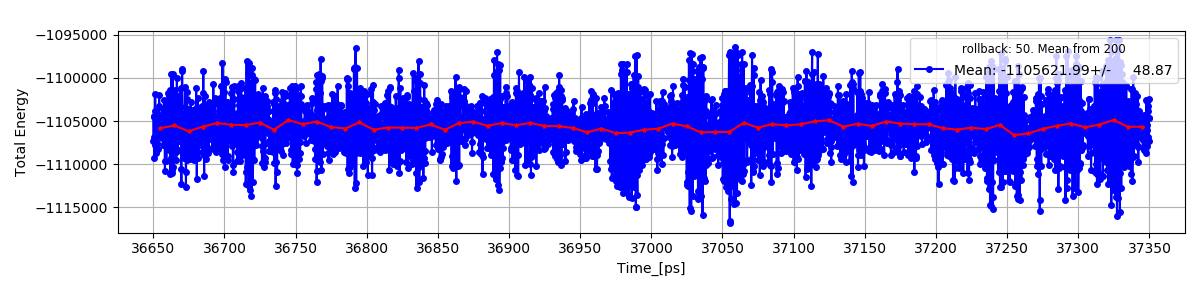 −1095000
−1100000
−1105000
−1110000
−1115000
Total Energy
rollback: 50. Mean from 200
Mean: -1105621.99+/- 48.87
36650 36700 36750 36800 36850 36900 36950 37000 37050 37100 37150 37200 37250 37300 37350
Time_[ps]